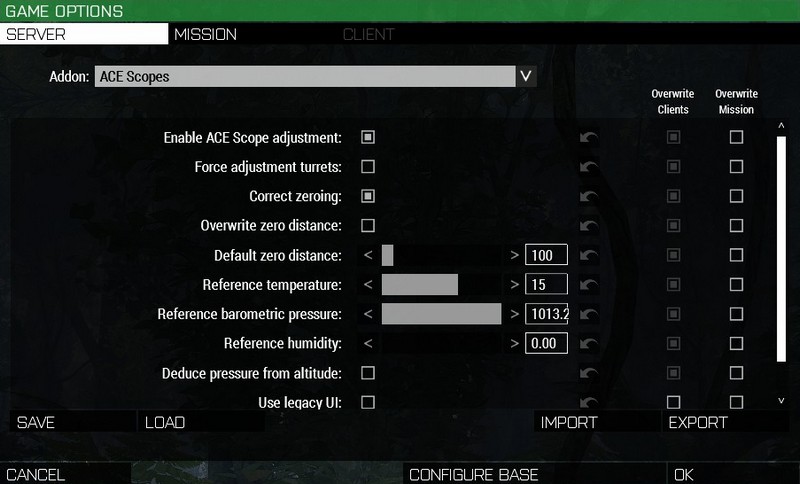 GAME OPTIONS
SERVER MISSION CLIENT
Addon: ACE Scopes V
Overwrite Clients Overwrite Mission
Enable ACE Scope adjustment:
Force adjustment turrets:
Correct zeroing:
Overwrite zero distance:
Default zero distance: < > 100
Reference temperature: < > 15
Reference barometric pressure: < > 1013.2
Reference humidity: < > 0.00
Deduce pressure from altitude:
Use legacy UI:
SAVE LOAD IMPORT EXPORT
CANCEL CONFIGURE BASE OK